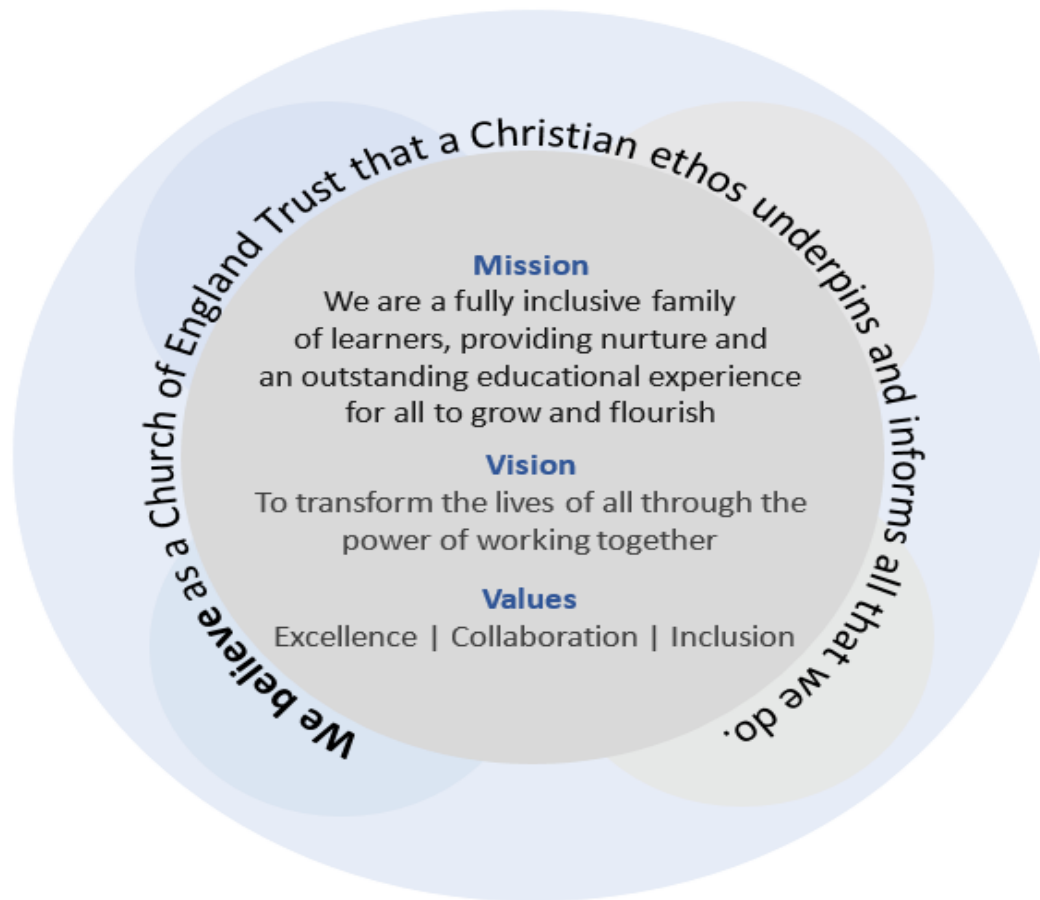 We believe as a Church of England Trust that a Christian ethos underpins and informs all that we do.
Mission
We are a fully inclusive family
of learners, providing nurture and
an outstanding educational experience
for all to grow and flourish
Vision
To transform the lives of all through the
power of working together
Values
Excellence | Collaboration | Inclusion